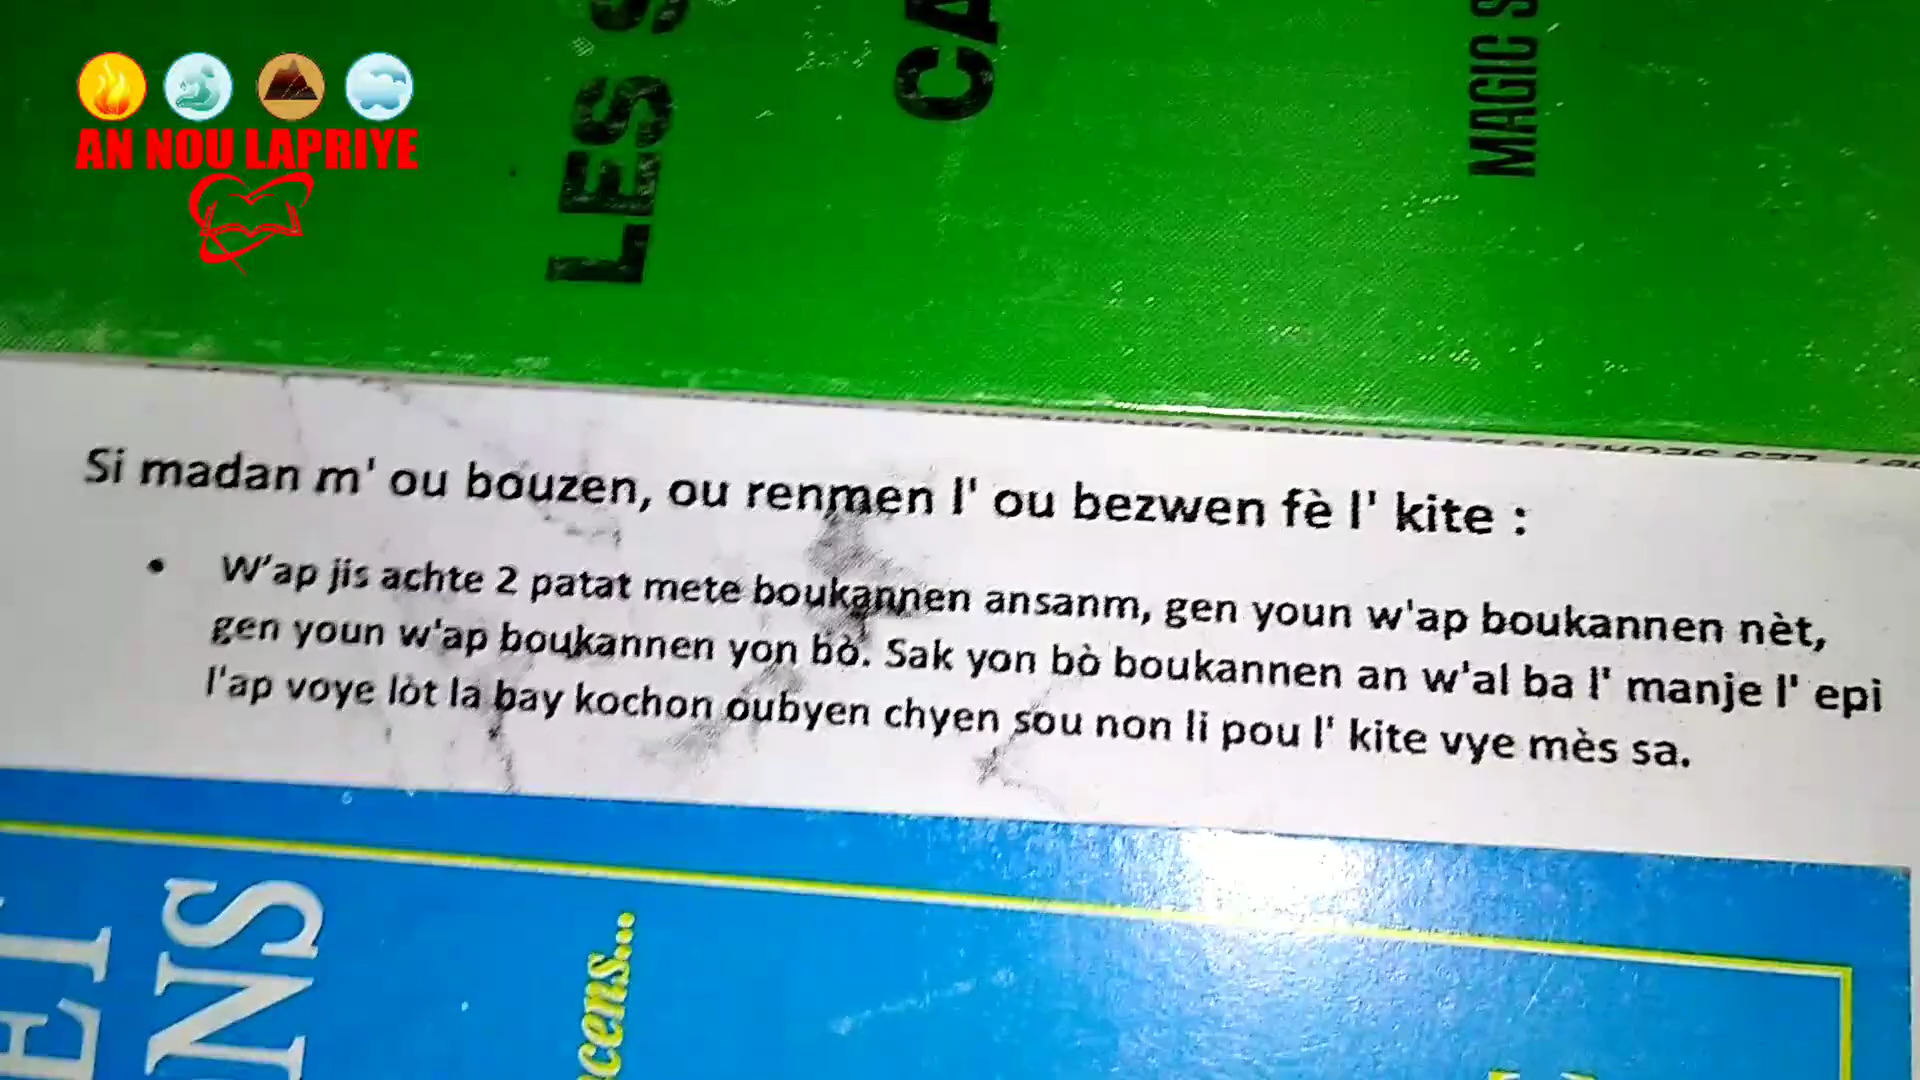 AN NOU LAPRIYE
LES S
CA
MAGIC S
Si madan m' ou bouzen, ou renmen l' ou bezwen fè l' kite :
• W'ap jis achte 2 patat mete boukannen ansanm, gen youn w'ap boukannen nèt,
gen youn w'ap boukannen yon bò. Sak yon bò boukannen an w'al ba l' manje l' epi
l'ap voye lòt la bay kochon oubyen chyen sou non li pou l' kite vye mès sa.
ET
ONS
ncens...